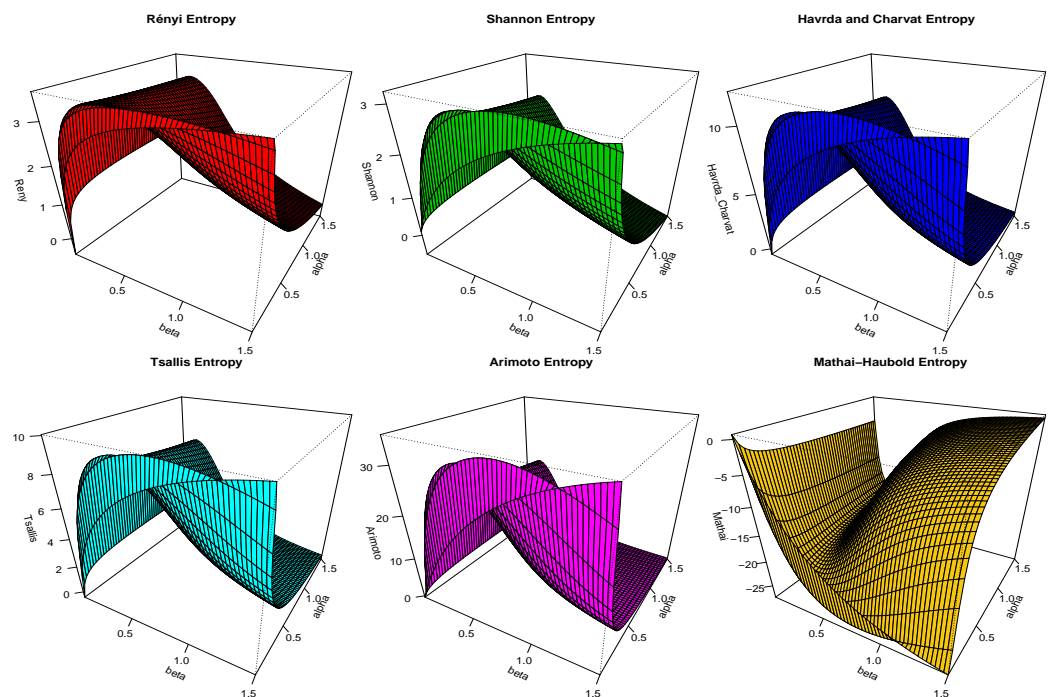 Rényi Entropy
3
2
1
0
Reny
0.5
1.0
1.5
beta
0.5
1.0
1.5
alpha
Shannon Entropy
3
2
1
0
Shannon
0.5
1.0
1.5
beta
0.5
1.0
1.5
alpha
Havrda and Charvat Entropy
10
5
0
Havrda_Charvat
0.5
1.0
1.5
beta
0.5
1.0
1.5
alpha
Tsallis Entropy
10
8
6
4
2
0
Tsallis
0.5
1.0
1.5
beta
0.5
1.0
1.5
alpha
Arimoto Entropy
30
20
10
0
Arimoto
0.5
1.0
1.5
beta
0.5
1.0
1.5
alpha
Mathai−Haubold Entropy
0
−5
−10
−15
−20
−25
Mathai
0.5
1.0
1.5
beta
0.5
1.0
1.5
alpha